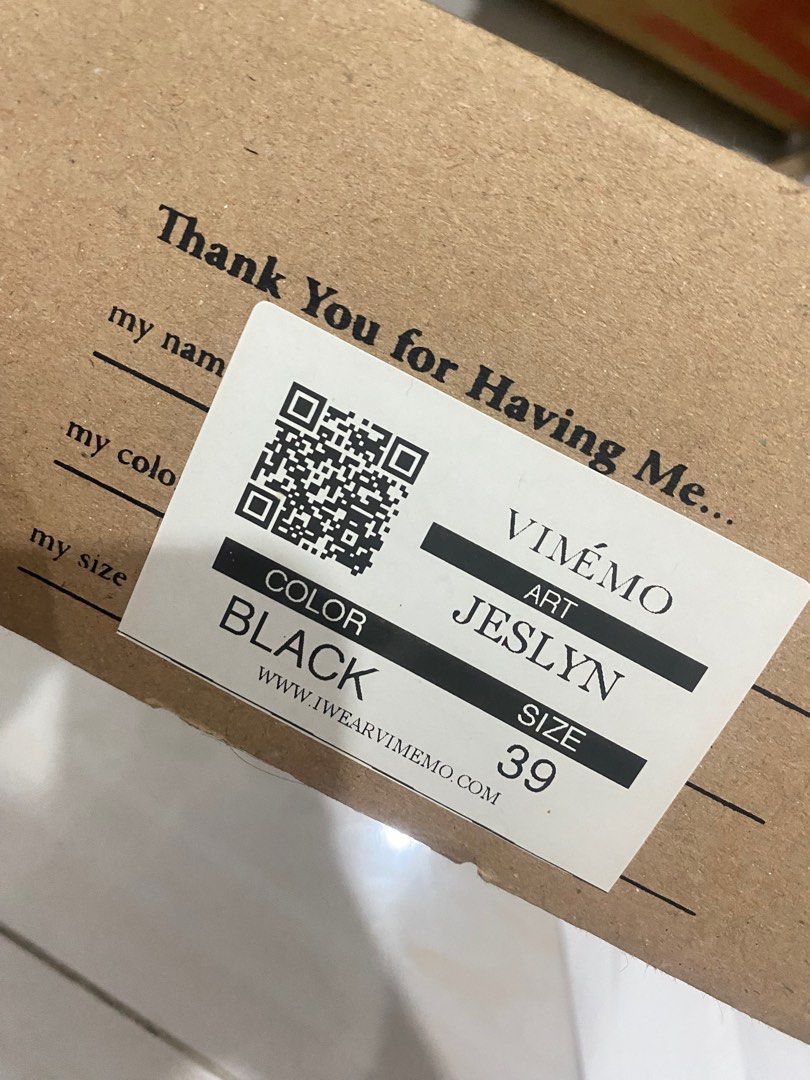 Thank You for Having Me...
my nam
my colo
my size
VIMÉMO
ART
JESLYN
COLOR
BLACK
SIZE
39
WWW.IWEARVIMEMO.COM